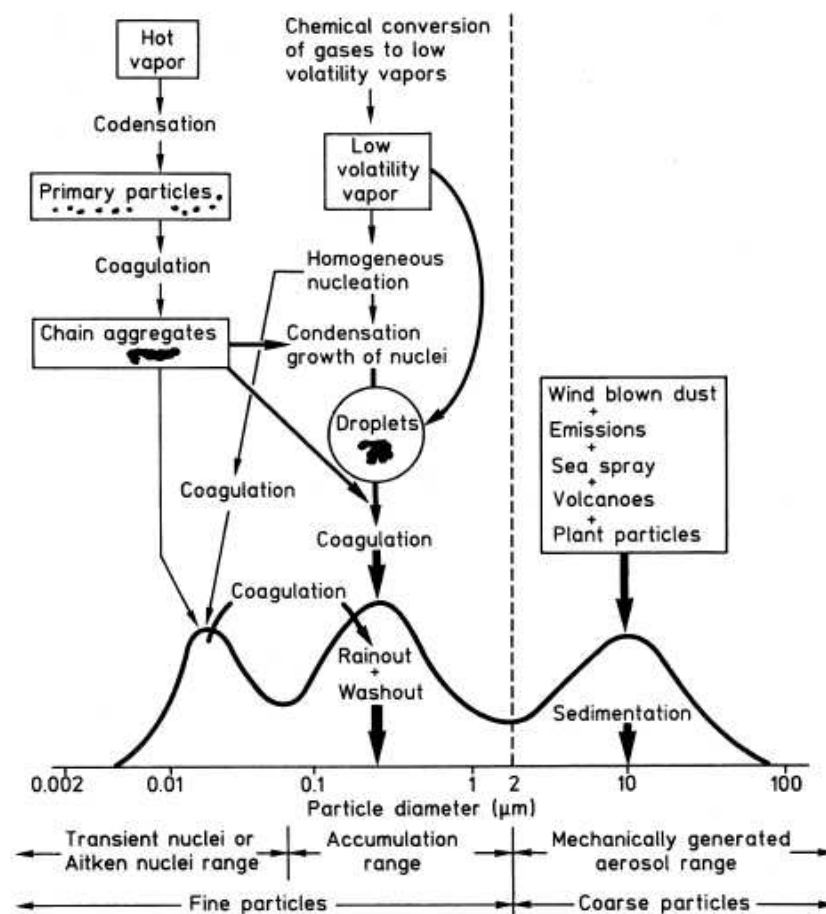 Hot
vapor
Codensation
Primary particles
Coagulation
Chain aggregates
Chemical conversion
of gases to low
volatility vapors
Low
volatility
vapor
Homogeneous
nucleation
Condensation
growth of nuclei
Droplets
Coagulation
Coagulation
Coagulation
Rainout
+
Washout
Wind blown dust
+
Emissions
+
Sea spray
+
Volcanoes
+
Plant particles
Sedimentation
0.002 0.01 0.1 1 2 10 100
Particle diameter (μm)
Transient nuclei or
Aitken nuclei range
Accumulation
range
Mechanically generated
aerosol range
Fine particles
Coarse particles